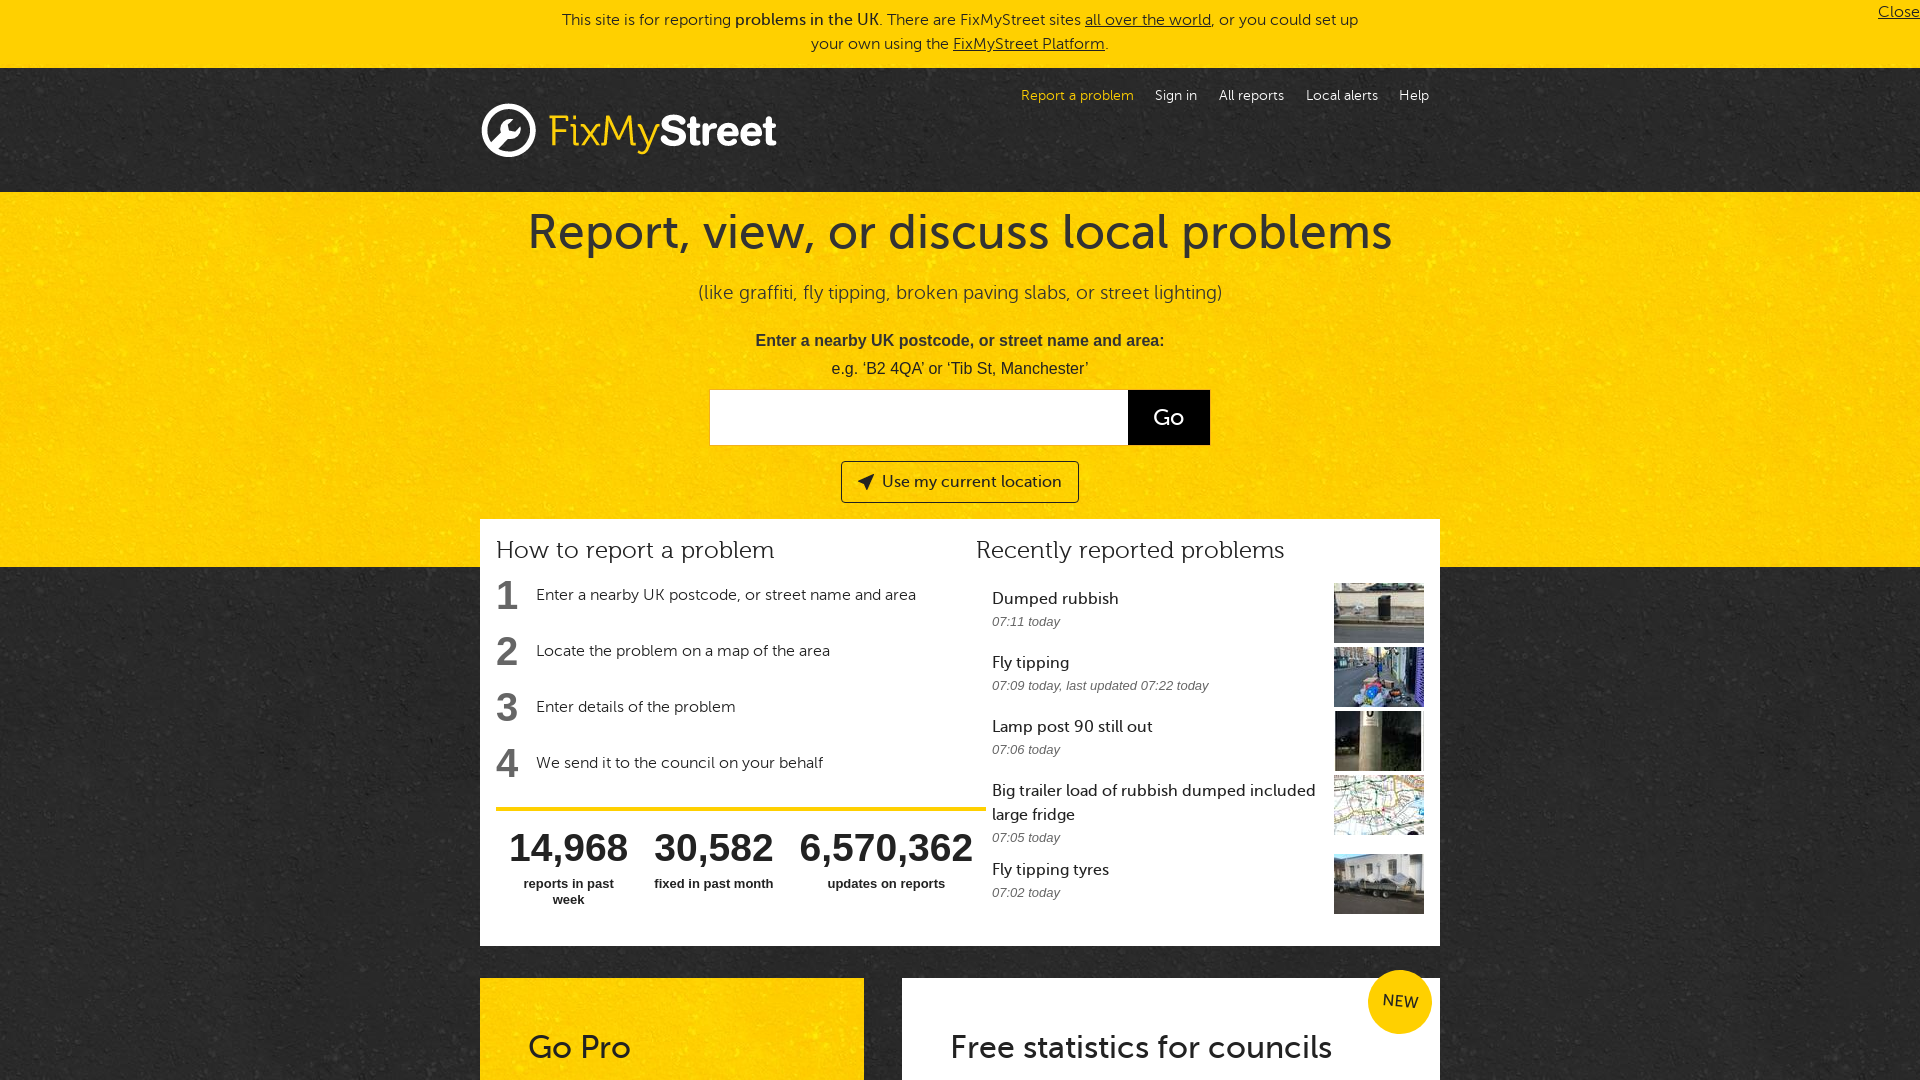 This site is for reporting problems in the UK. There are FixMyStreet sites all over the world, or you could set up
your own using the FixMyStreet Platform.
Close
Report a problem
Sign in
All reports
Local alerts
Help
FixMyStreet
Report, view, or discuss local problems
(like graffiti, fly tipping, broken paving slabs, or street lighting)
Enter a nearby UK postcode, or street name and area:
e.g. ‘B2 4QA’ or ‘Tib St, Manchester’
Go
Use my current location
How to report a problem
1 Enter a nearby UK postcode, or street name and area
2 Locate the problem on a map of the area
3 Enter details of the problem
4 We send it to the council on your behalf
14,968
reports in past
week
30,582
fixed in past month
6,570,362
updates on reports
Recently reported problems
Dumped rubbish
07:11 today
Fly tipping
07:09 today, last updated 07:22 today
Lamp post 90 still out
07:06 today
Big trailer load of rubbish dumped included
large fridge
07:05 today
Fly tipping tyres
07:02 today
Go Pro
NEW
Free statistics for councils